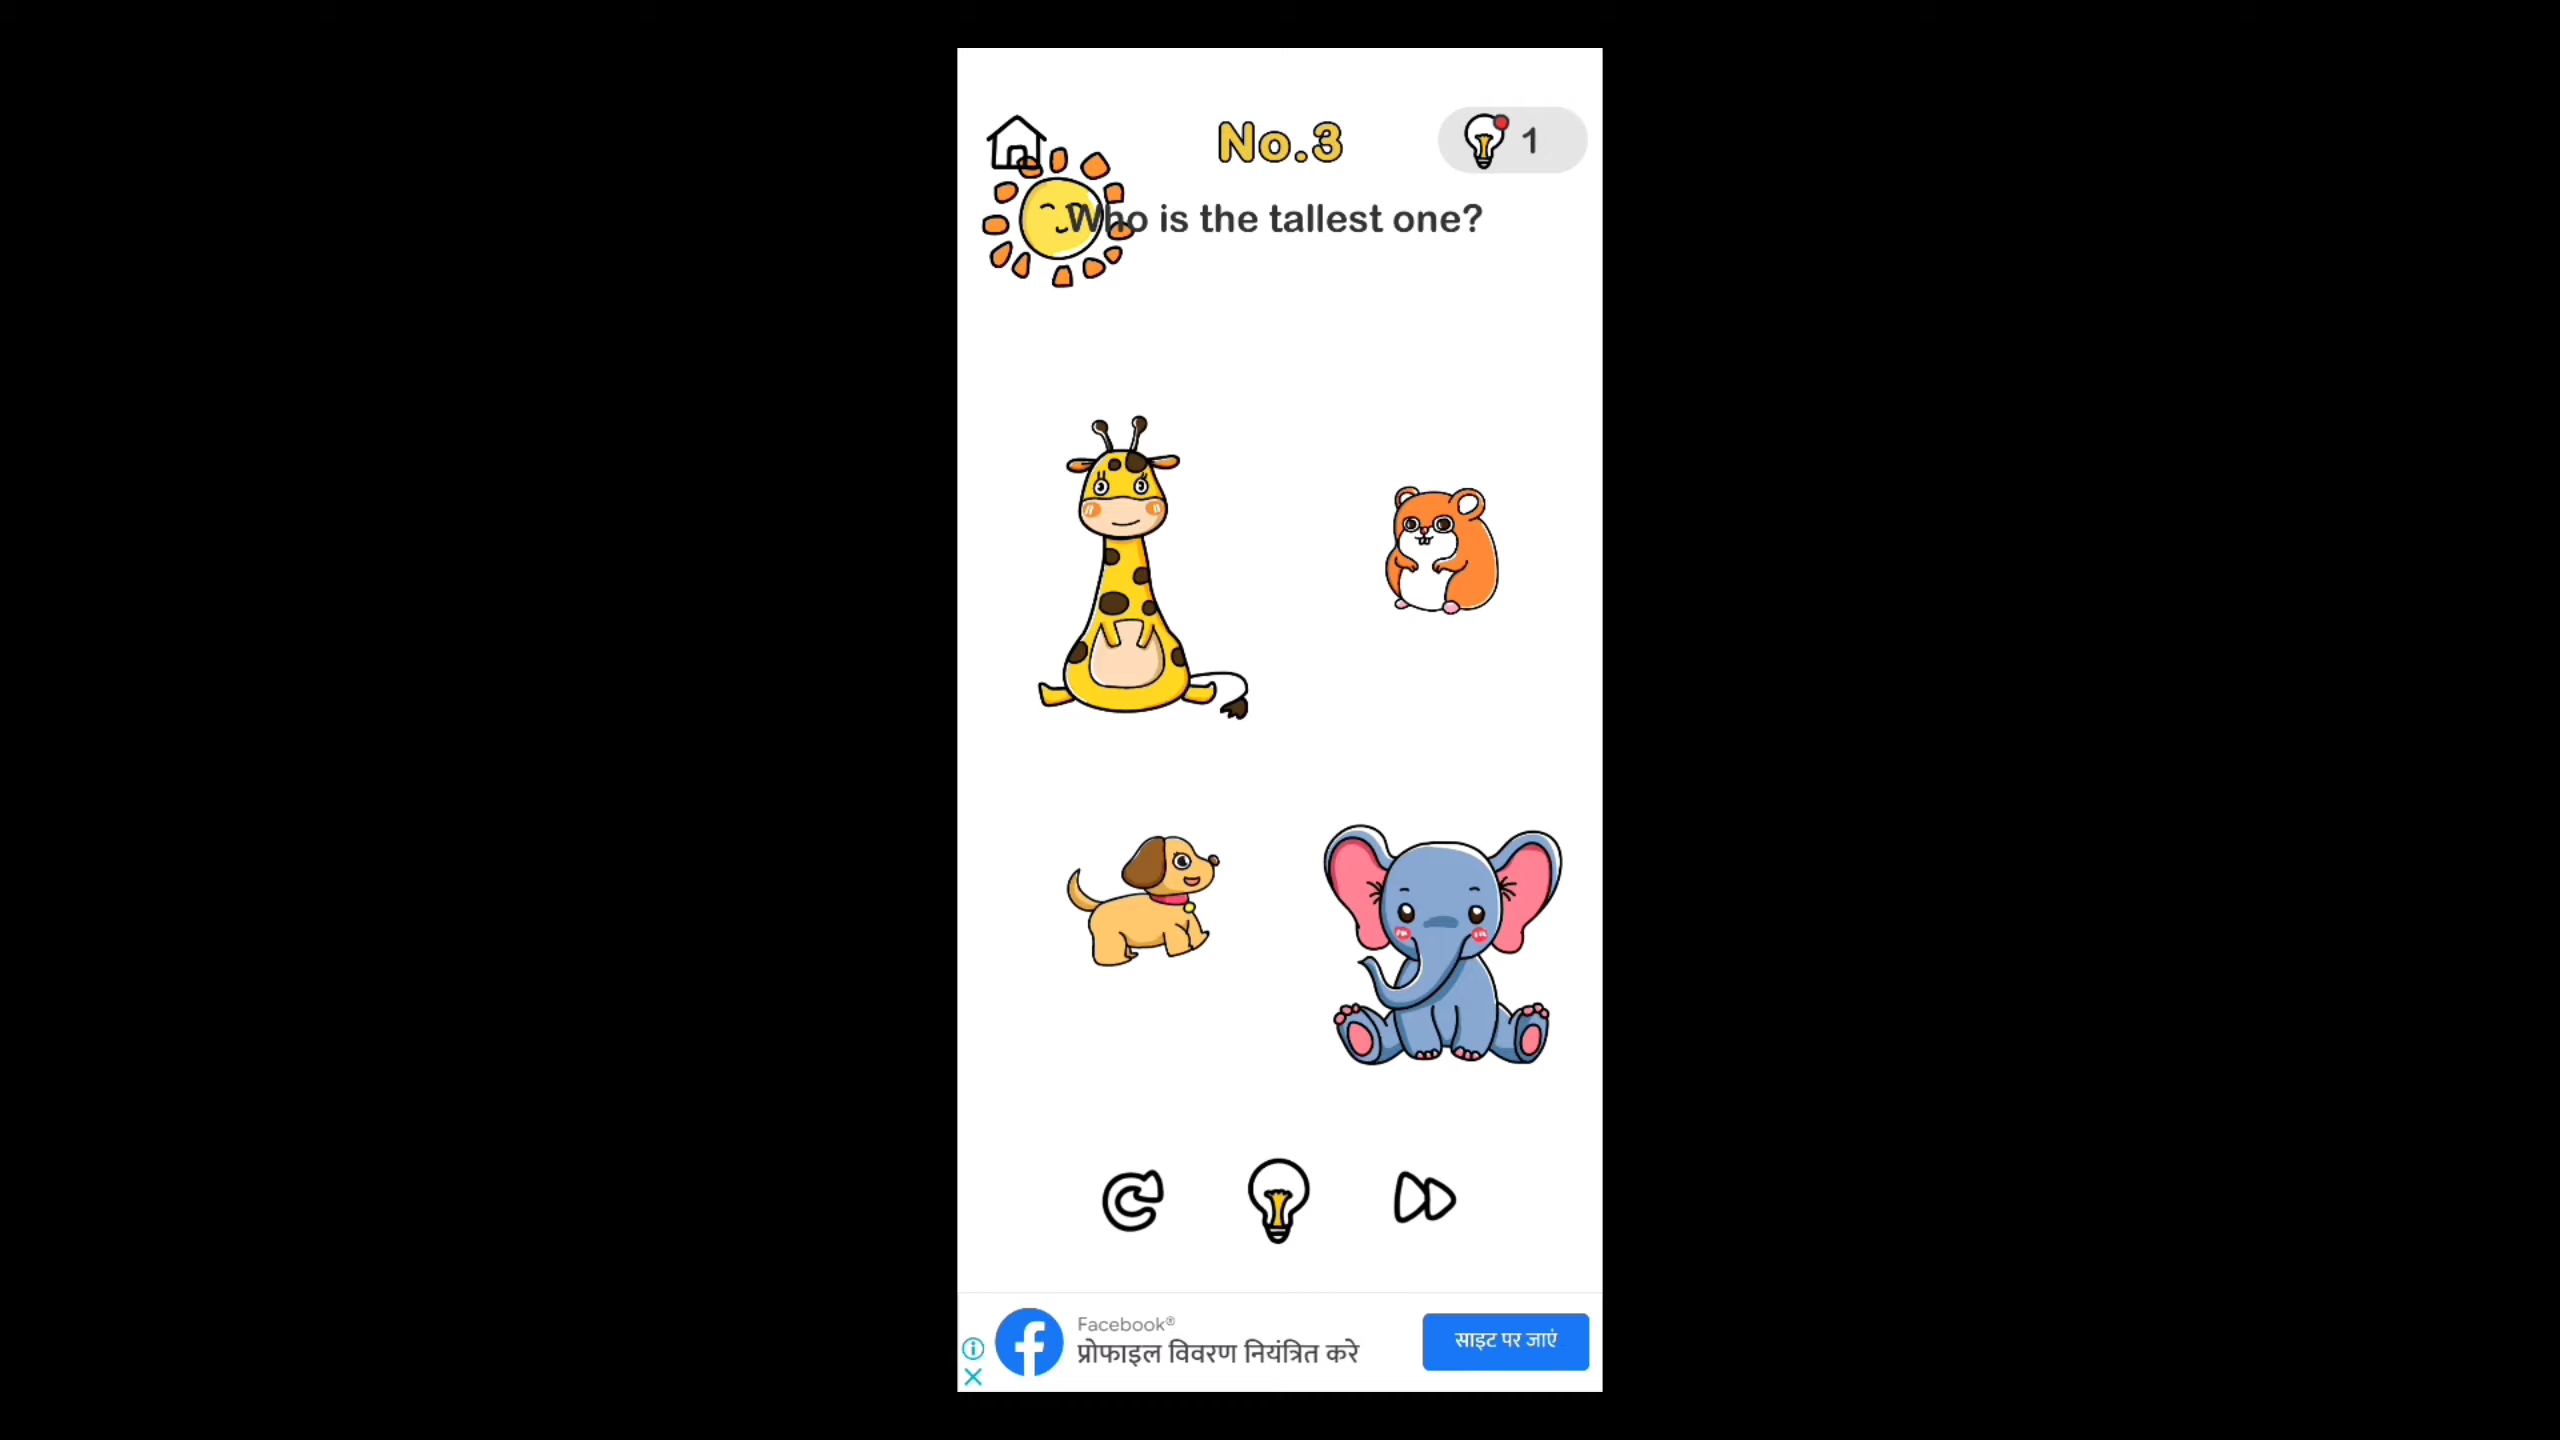 No.3
1
Who is the tallest one?
Facebook®
प्रोफाइल विवरण नियंत्रित करे
साइट पर जाएं